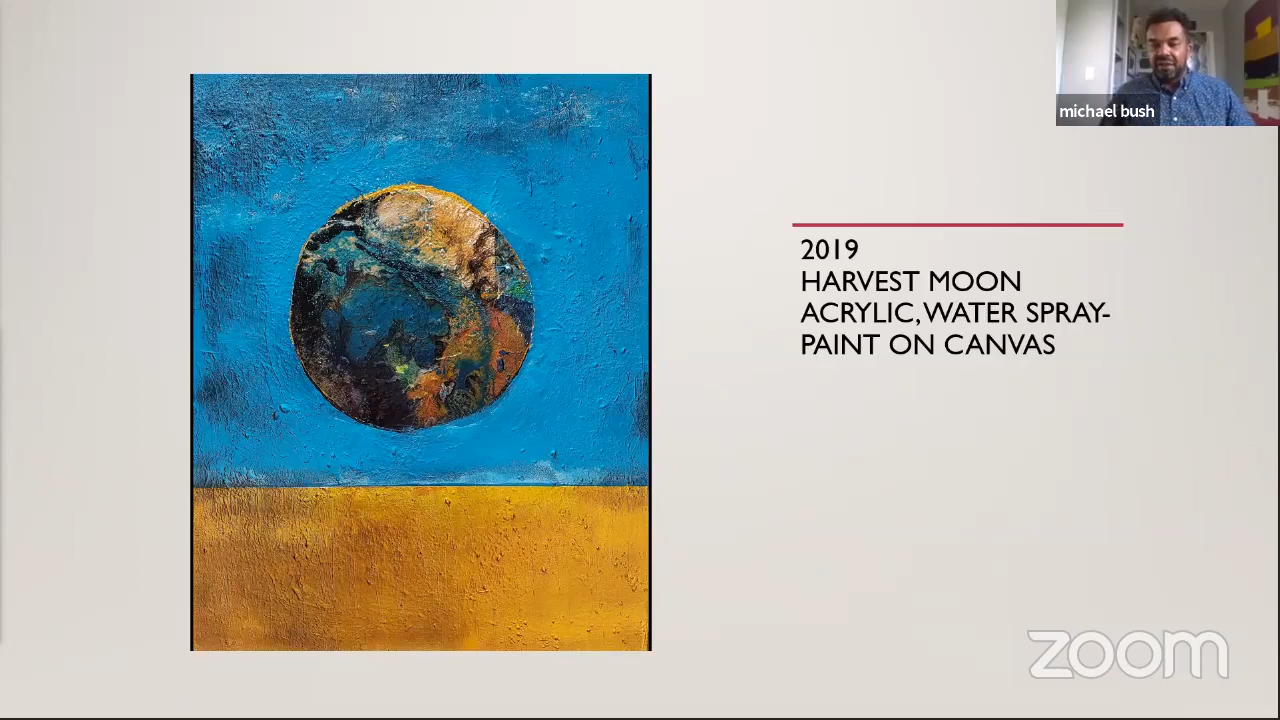 michael bush
2019
HARVEST MOON
ACRYLIC, WATER SPRAY-
PAINT ON CANVAS
zoom